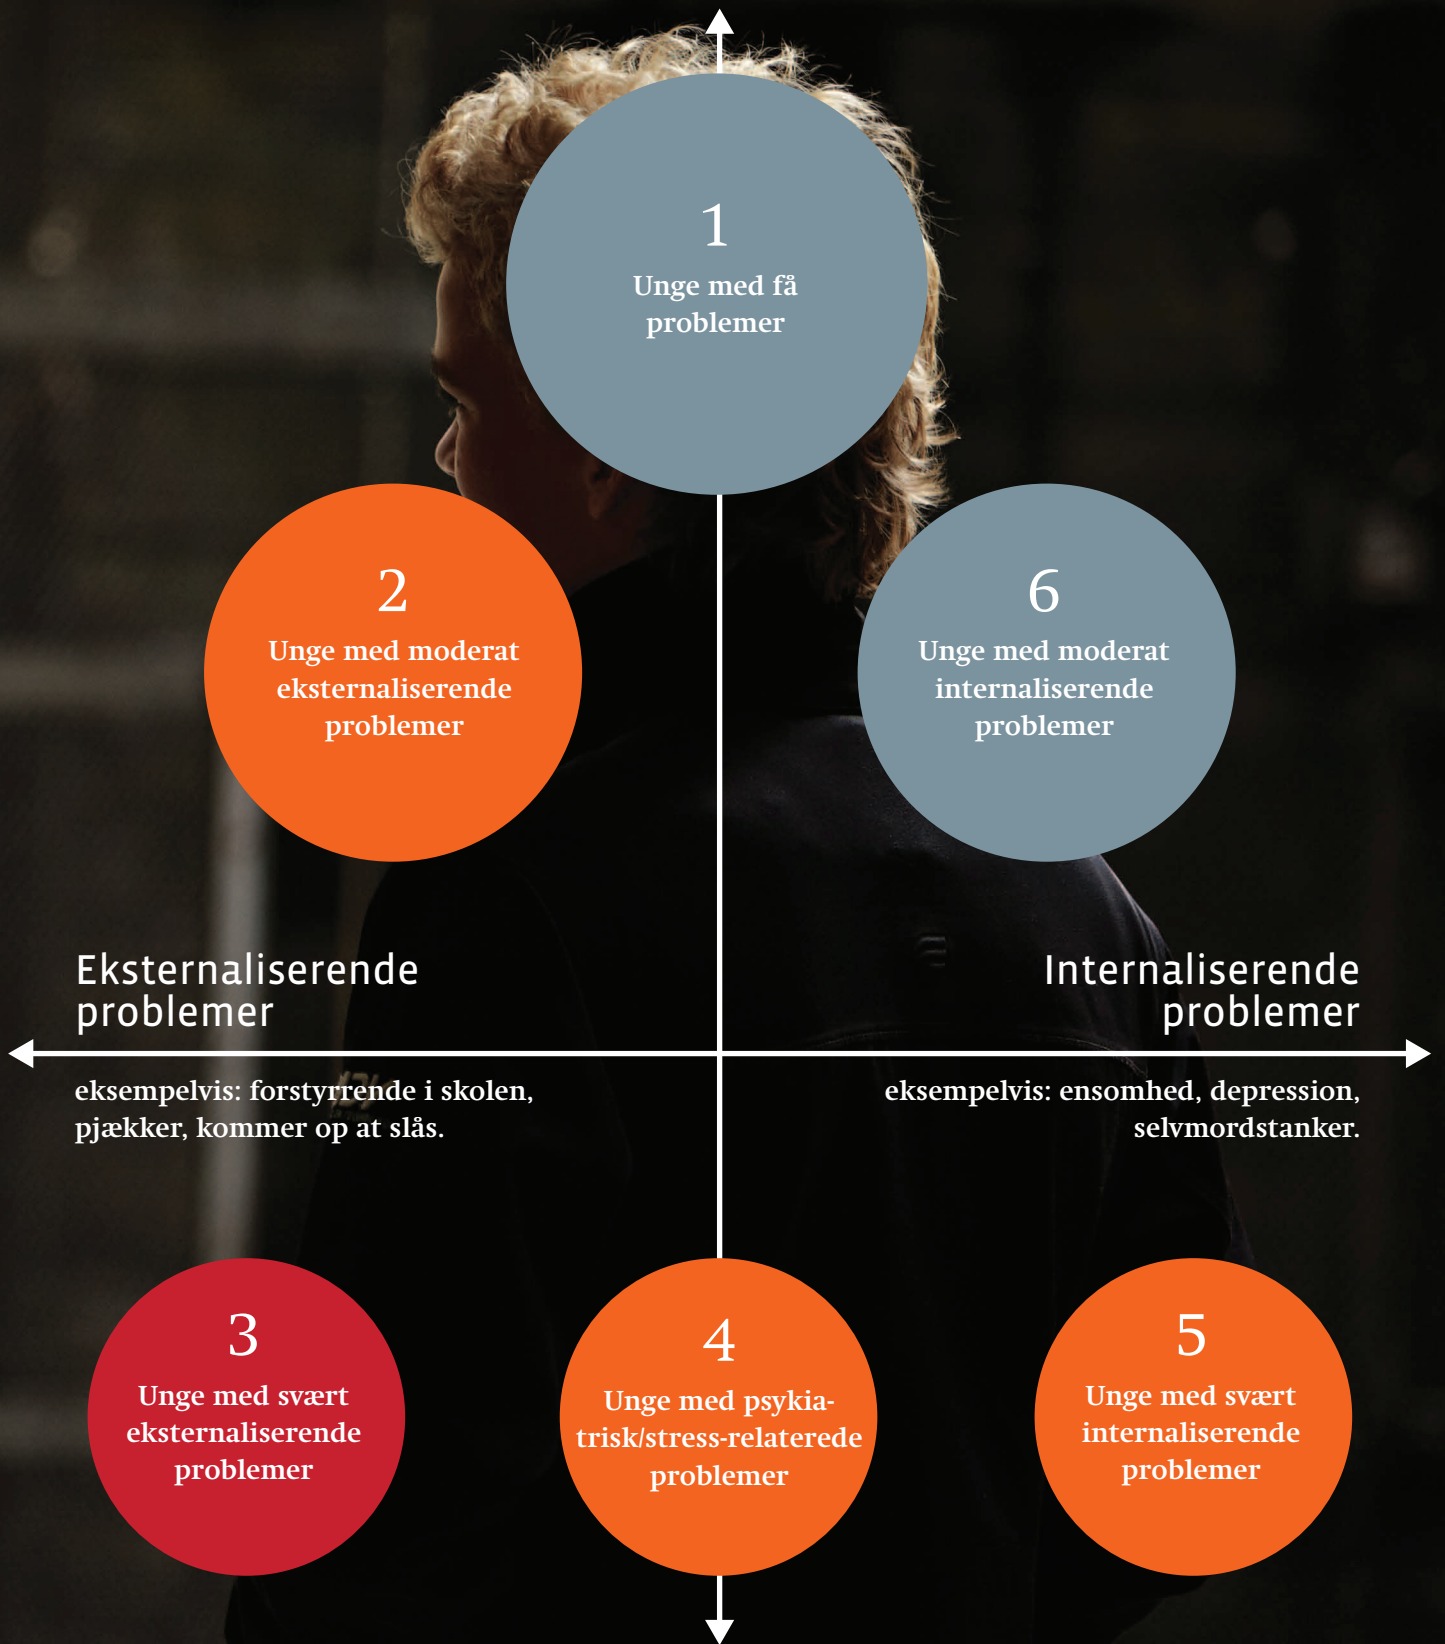 1
Unge med få
problemer
2
Unge med moderat
eksternaliserende
problemer
6
Unge med moderat
internaliserende
problemer
Eksternaliserende
problemer
Internaliserende
problemer
eksempelvis: forstyrrende i skolen,
pjækker, kommer op at slås.
eksempelvis: ensomhed, depression,
selvmordstanker.
3
Unge med svært
eksternaliserende
problemer
4
Unge med psykia-
trisk/stress-relaterede
problemer
5
Unge med svært
internaliserende
problemer